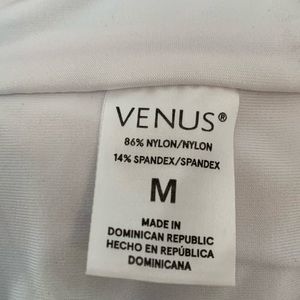 VENUS®
86% NYLON/NYLON
14% SPANDEX/SPANDEX
M
MADE IN
DOMINICAN REPUBLIC
HECHO EN REPÚBLICA
DOMINICANA